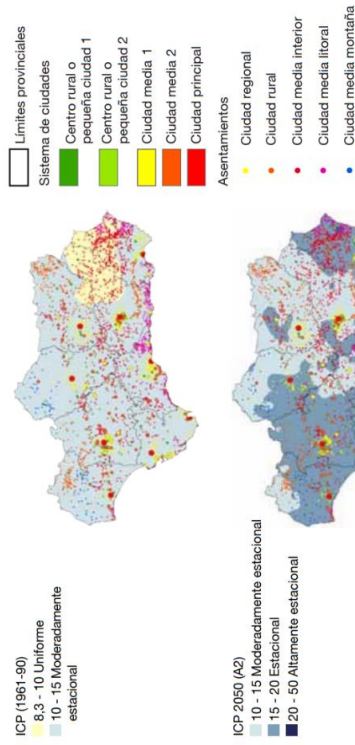 ICP (1961-90)
8,3 - 10 Uniforme
10 - 15 Moderadamente
estacional
ICP 2050 (A2)
10 - 15 Moderadamente estacional
15 - 20 Estacional
20 - 50 Altamente estacional
Límites provinciales
Sistema de ciudades
Centro rural o
pequeña ciudad 1
Centro rural o
pequeña ciudad 2
Ciudad media 1
Ciudad media 2
Ciudad principal
Asentamientos
Ciudad regional
Ciudad rural
Ciudad media interior
Ciudad media litoral
Ciudad media montaña